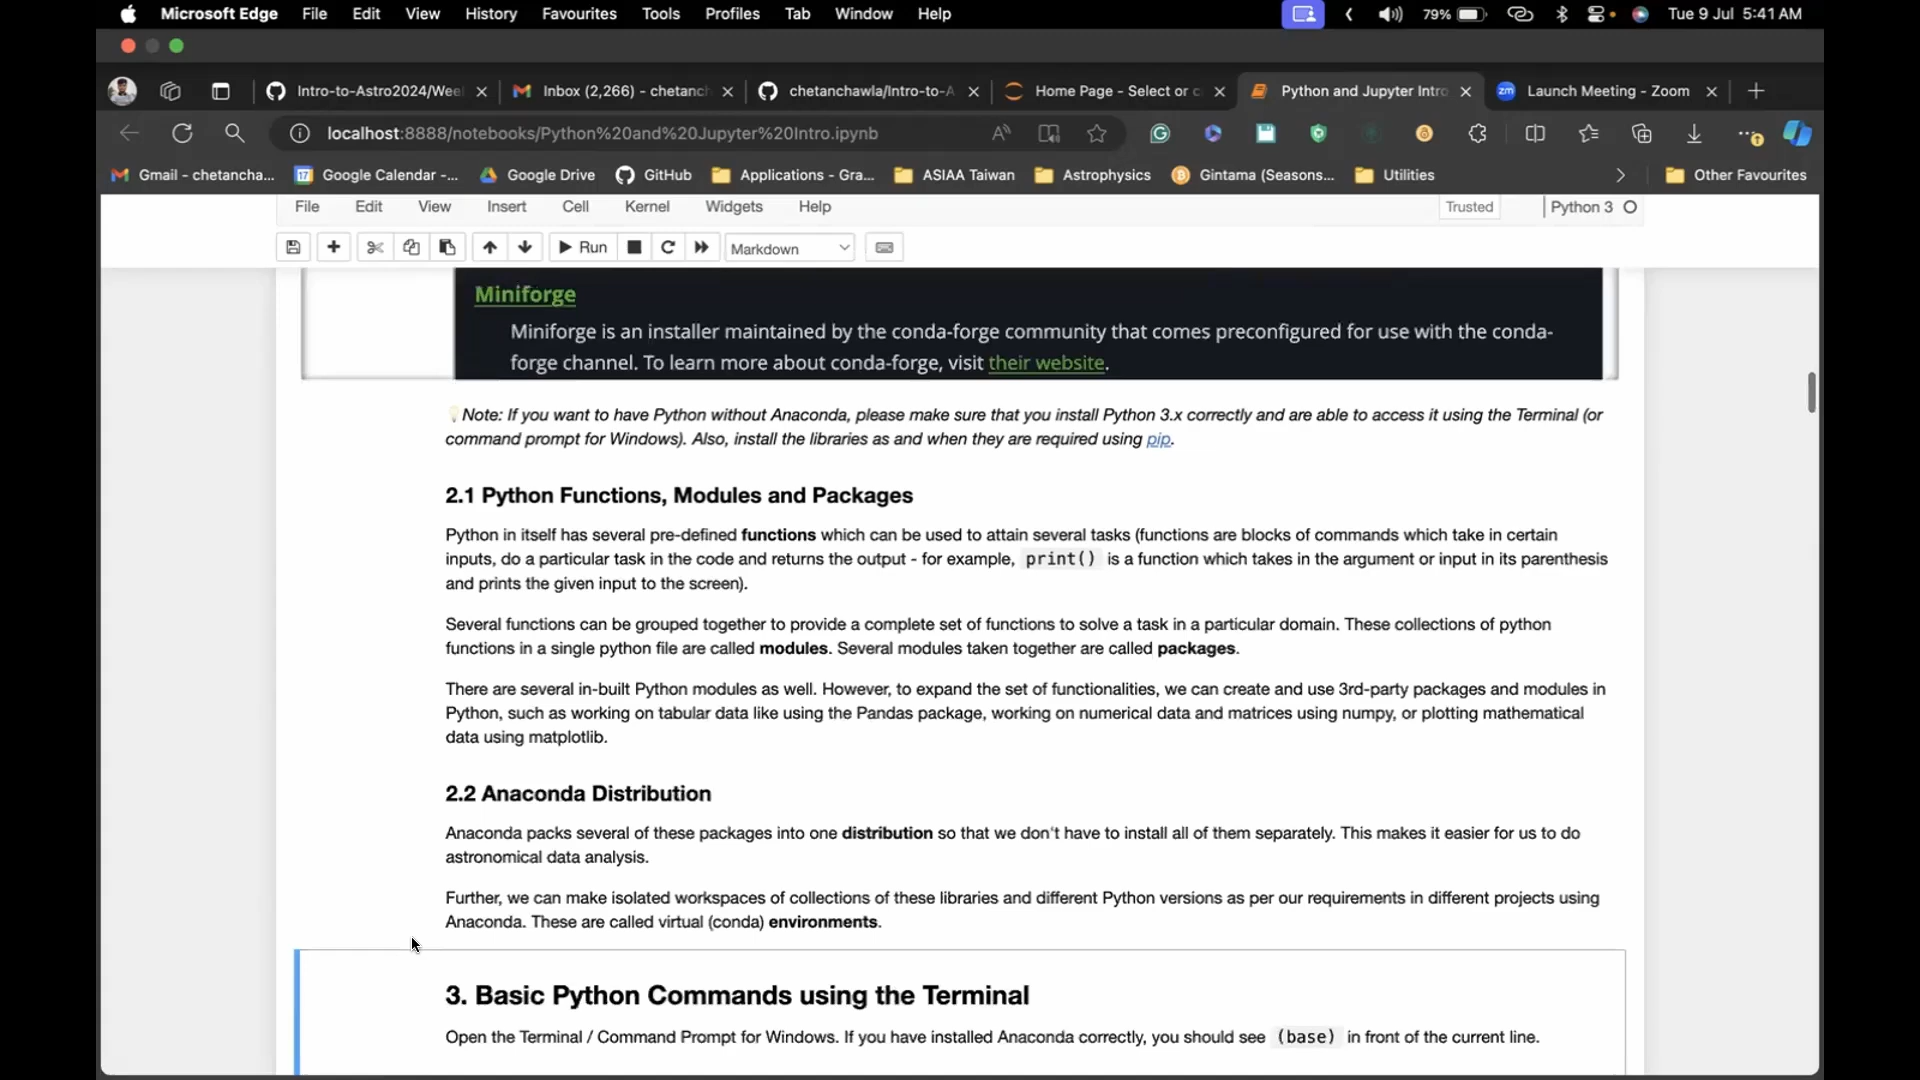 Microsoft Edge File Edit View History Favourites Tools Profiles Tab Window Help 79% Tue 9 Jul 5:41 AM
Intro-to-Astro2024/Wee Inbox (2,266) - chetanch chetanchawla/Intro-to-A Home Page - Select or c Python and Jupyter Intro zm Launch Meeting - Zoom
localhost:8888/notebooks/Python%20and%20Jupyter%20Intro.ipynb
Gmail - chetancha... 17 Google Calendar -... Google Drive GitHub Applications - Gra... ASIAA Taiwan Astrophysics Gintama (Seasons... Utilities Other Favourites
File Edit View Insert Cell Kernel Widgets Help Trusted Python 3
Run Markdown
Miniforge
Miniforge is an installer maintained by the conda-forge community that comes preconfigured for use with the conda-
forge channel. To learn more about conda-forge, visit their website.
Note: If you want to have Python without Anaconda, please make sure that you install Python 3.x correctly and are able to access it using the Terminal (or
command prompt for Windows). Also, install the libraries as and when they are required using pip.
2.1 Python Functions, Modules and Packages
Python in itself has several pre-defined functions which can be used to attain several tasks (functions are blocks of commands which take in certain
inputs, do a particular task in the code and returns the output - for example, print() is a function which takes in the argument or input in its parenthesis
and prints the given input to the screen).
Several functions can be grouped together to provide a complete set of functions to solve a task in a particular domain. These collections of python
functions in a single python file are called modules. Several modules taken together are called packages.
There are several in-built Python modules as well. However, to expand the set of functionalities, we can create and use 3rd-party packages and modules in
Python, such as working on tabular data like using the Pandas package, working on numerical data and matrices using numpy, or plotting mathematical
data using matplotlib.
2.2 Anaconda Distribution
Anaconda packs several of these packages into one distribution so that we don't have to install all of them separately. This makes it easier for us to do
astronomical data analysis.
Further, we can make isolated workspaces of collections of these libraries and different Python versions as per our requirements in different projects using
Anaconda. These are called virtual (conda) environments.
3. Basic Python Commands using the Terminal
Open the Terminal / Command Prompt for Windows. If you have installed Anaconda correctly, you should see (base) in front of the current line.